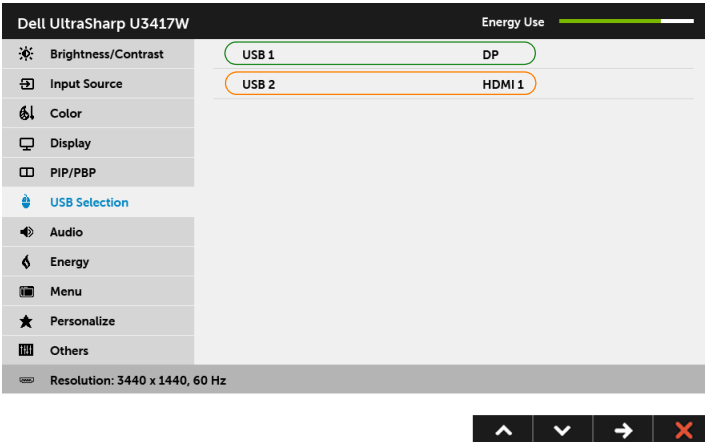 Dell UltraSharp U3417W Energy Use
Brightness/Contrast USB 1 DP
Input Source USB 2 HDMI 1
Color
Display
PIP/PBP
USB Selection
Audio
Energy
Menu
Personalize
Others
Resolution: 3440 x 1440, 60 Hz